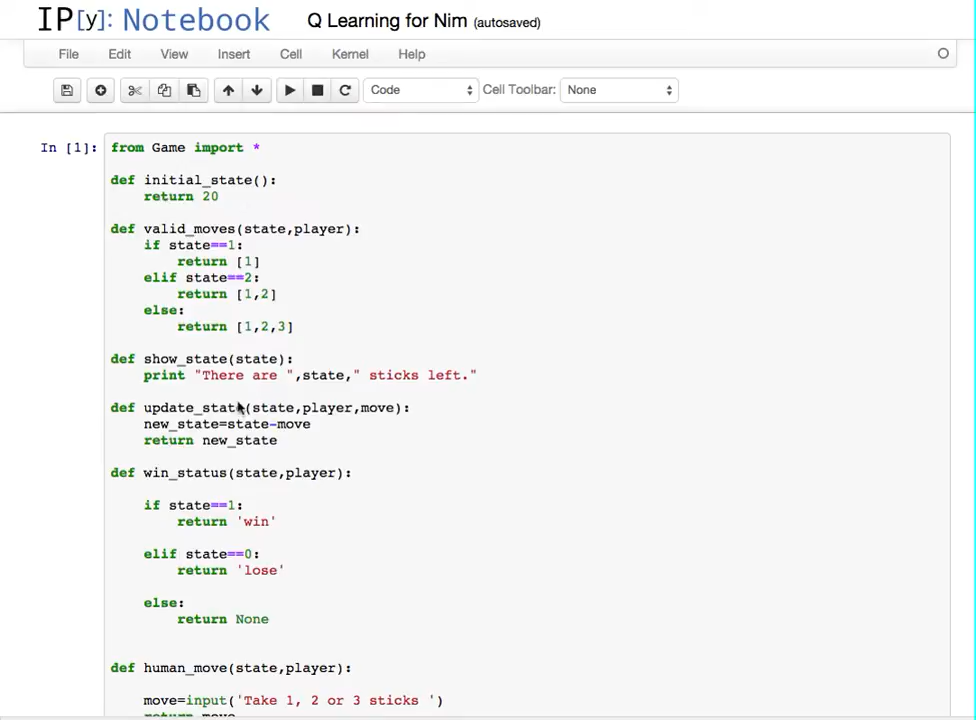 IP[y]: Notebook Q Learning for Nim (autosaved)
File Edit View Insert Cell Kernel Help
Code Cell Toolbar: None
In [1]: from Game import *
def initial_state():
    return 20
def valid_moves(state,player):
    if state==1:
        return [1]
    elif state==2:
        return [1,2]
    else:
        return [1,2,3]
def show_state(state):
    print "There are ",state," sticks left."
def update_state(state,player,move):
    new_state=state-move
    return new_state
def win_status(state,player):
    if state==1:
        return 'win'
    elif state==0:
        return 'lose'
    else:
        return None
def human_move(state,player):
    move=input('Take 1, 2 or 3 sticks ')
    return move